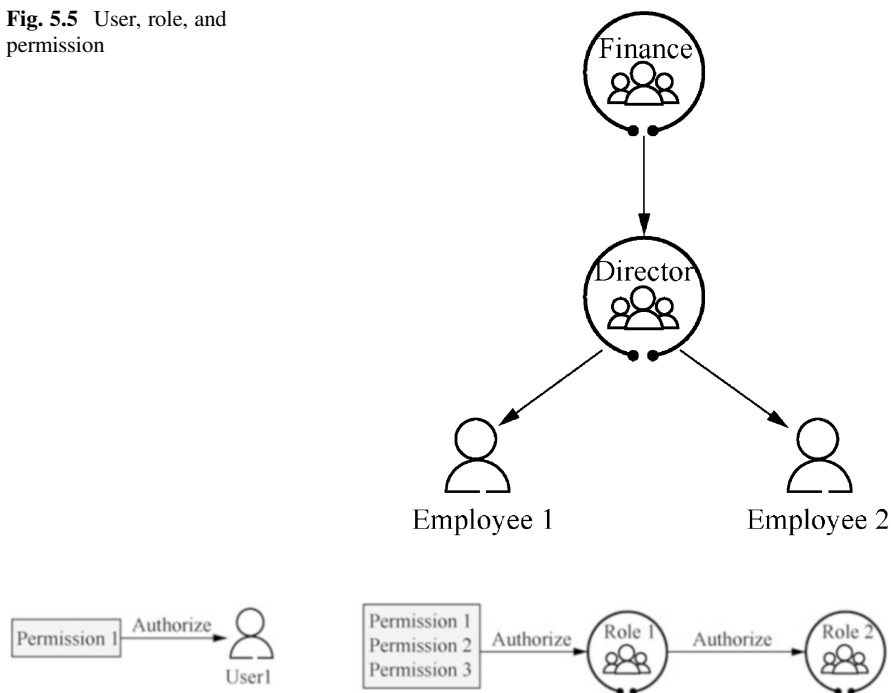 Fig. 5.5 User, role, and
permission
Finance
Director
Employee 1
Employee 2
Permission 1
Authorize
User1
Permission 1
Permission 2
Permission 3
Authorize
Role 1
Authorize
Role 2